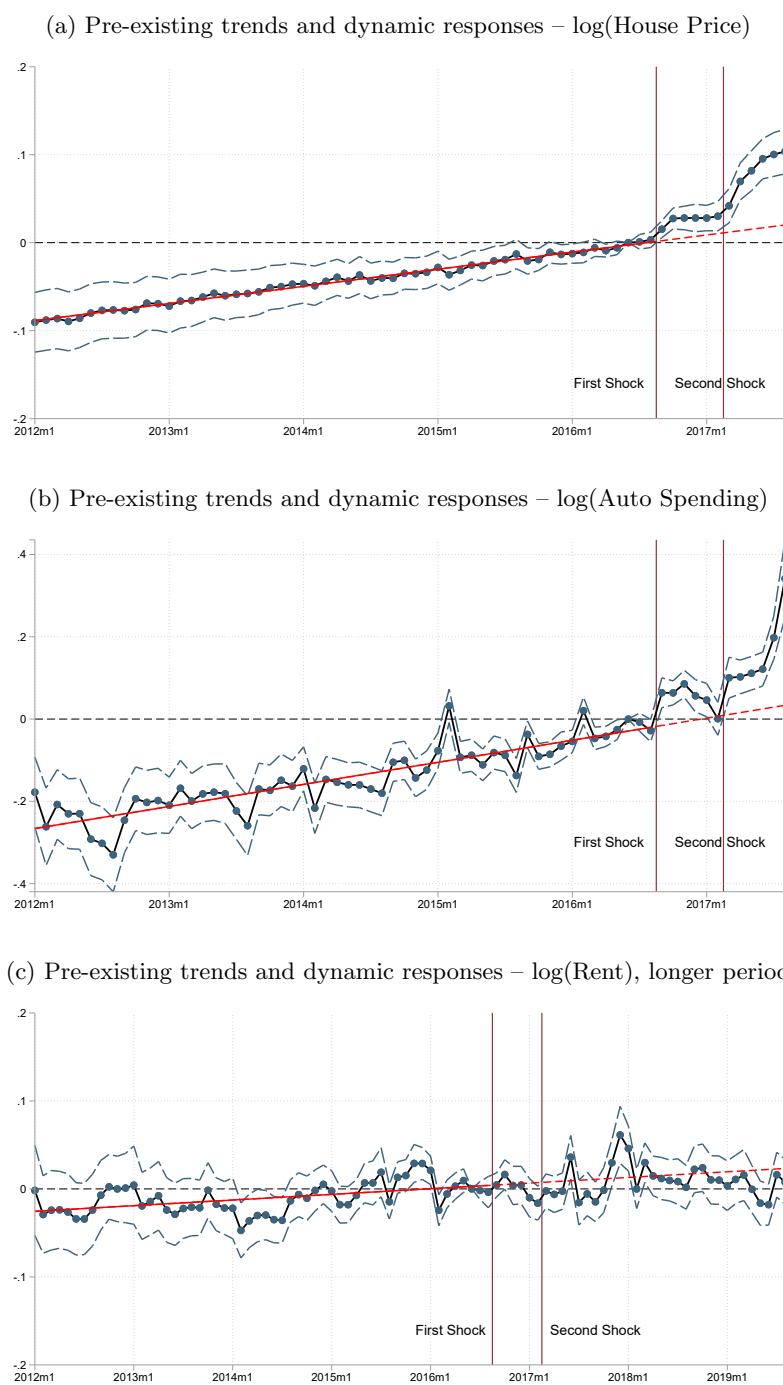 (a) Pre-existing trends and dynamic responses – log(House Price)
.2
.1
0
-.1
-.2
First Shock
Second Shock
2012m1 2013m1 2014m1 2015m1 2016m1 2017m1
(b) Pre-existing trends and dynamic responses – log(Auto Spending)
.4
.2
0
-.2
-.4
First Shock
Second Shock
2012m1 2013m1 2014m1 2015m1 2016m1 2017m1
(c) Pre-existing trends and dynamic responses – log(Rent), longer period
.2
.1
0
-.1
-.2
First Shock
Second Shock
2012m1 2013m1 2014m1 2015m1 2016m1 2017m1 2018m1 2019m1